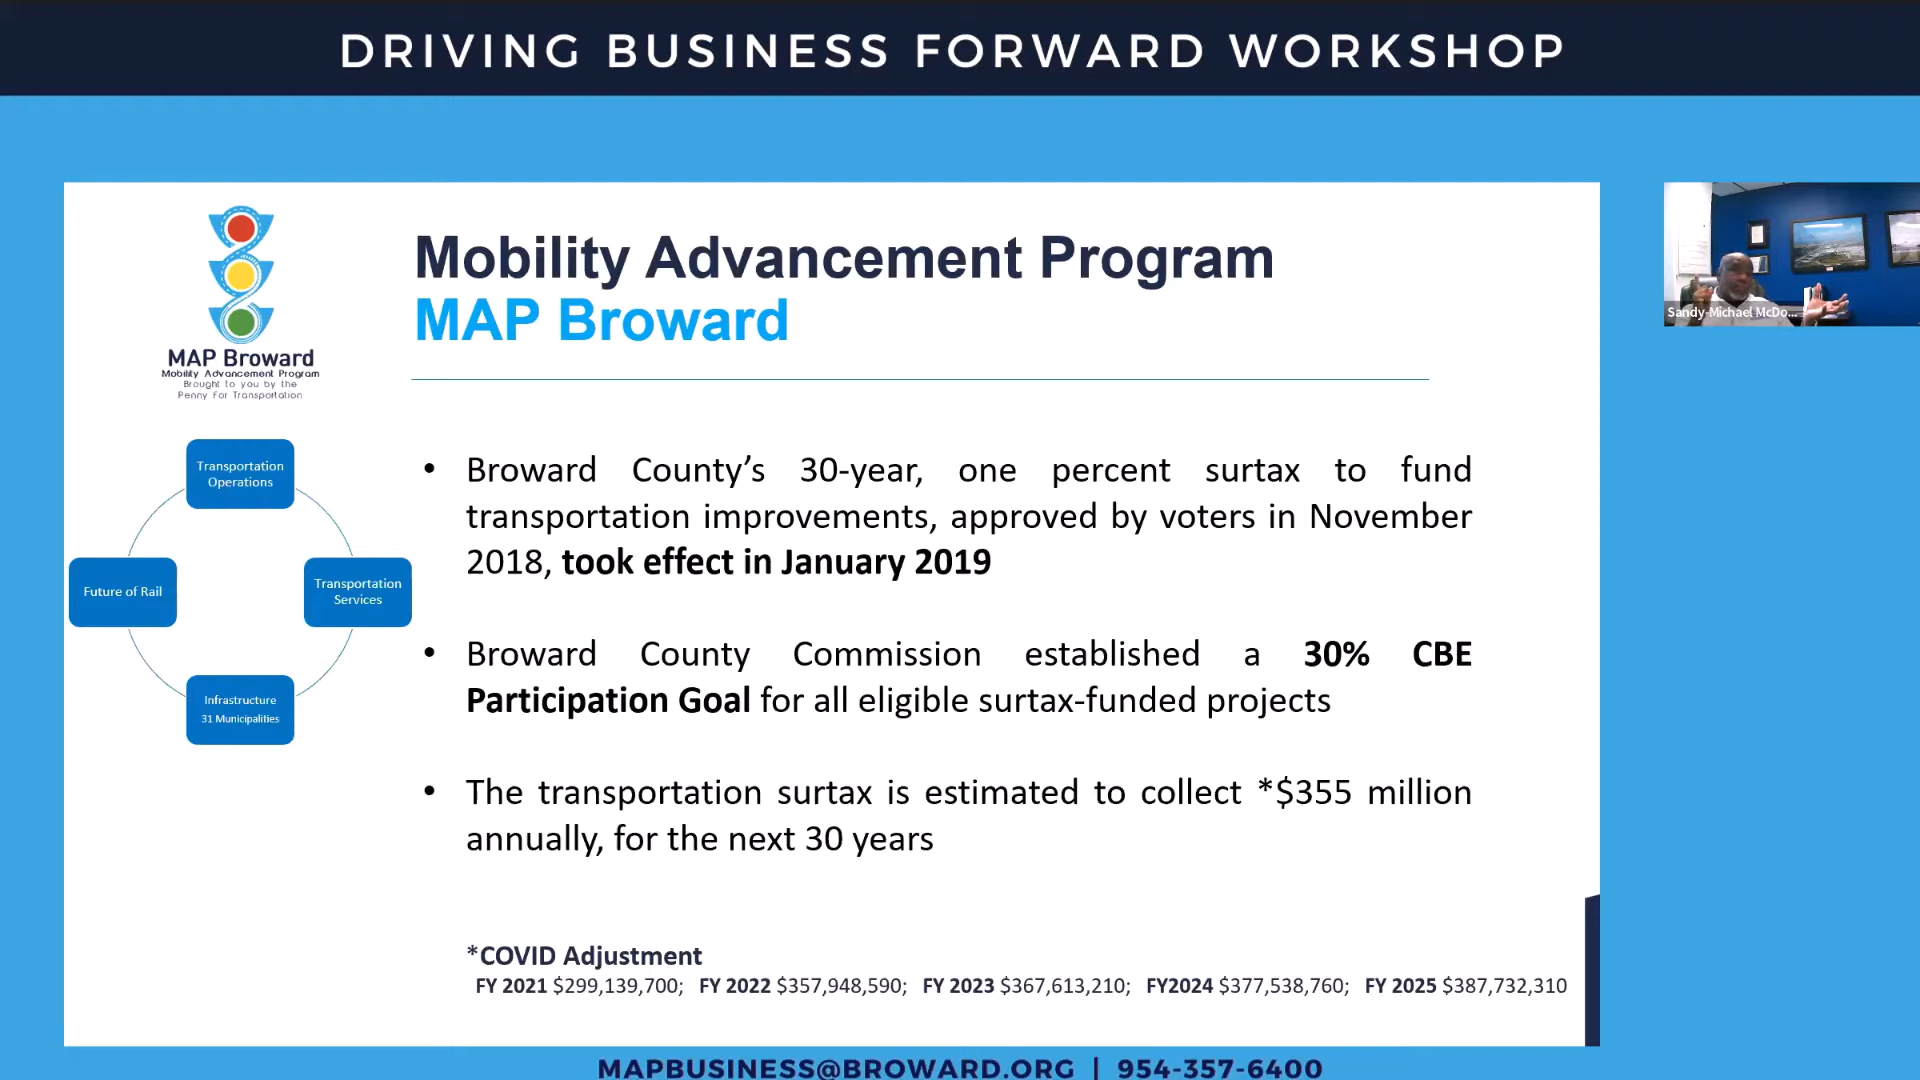 DRIVING BUSINESS FORWARD WORKSHOP
MAP Broward
Mobility Advancement Program
Brought to you by the
Penny For Transportation
Mobility Advancement Program
MAP Broward
Transportation
Operations
Future of Rail
Transportation
Services
Infrastructure
31 Municipalities
• Broward County’s 30-year, one percent surtax to fund
transportation improvements, approved by voters in November
2018, took effect in January 2019
• Broward County Commission established a 30% CBE
Participation Goal for all eligible surtax-funded projects
• The transportation surtax is estimated to collect *$355 million
annually, for the next 30 years
*COVID Adjustment
FY 2021 $299,139,700; FY 2022 $357,948,590; FY 2023 $367,613,210; FY2024 $377,538,760; FY 2025 $387,732,310
Sandy-Michael McDo...
MAPBUSINESS@BROWARD.ORG | 954-357-6400